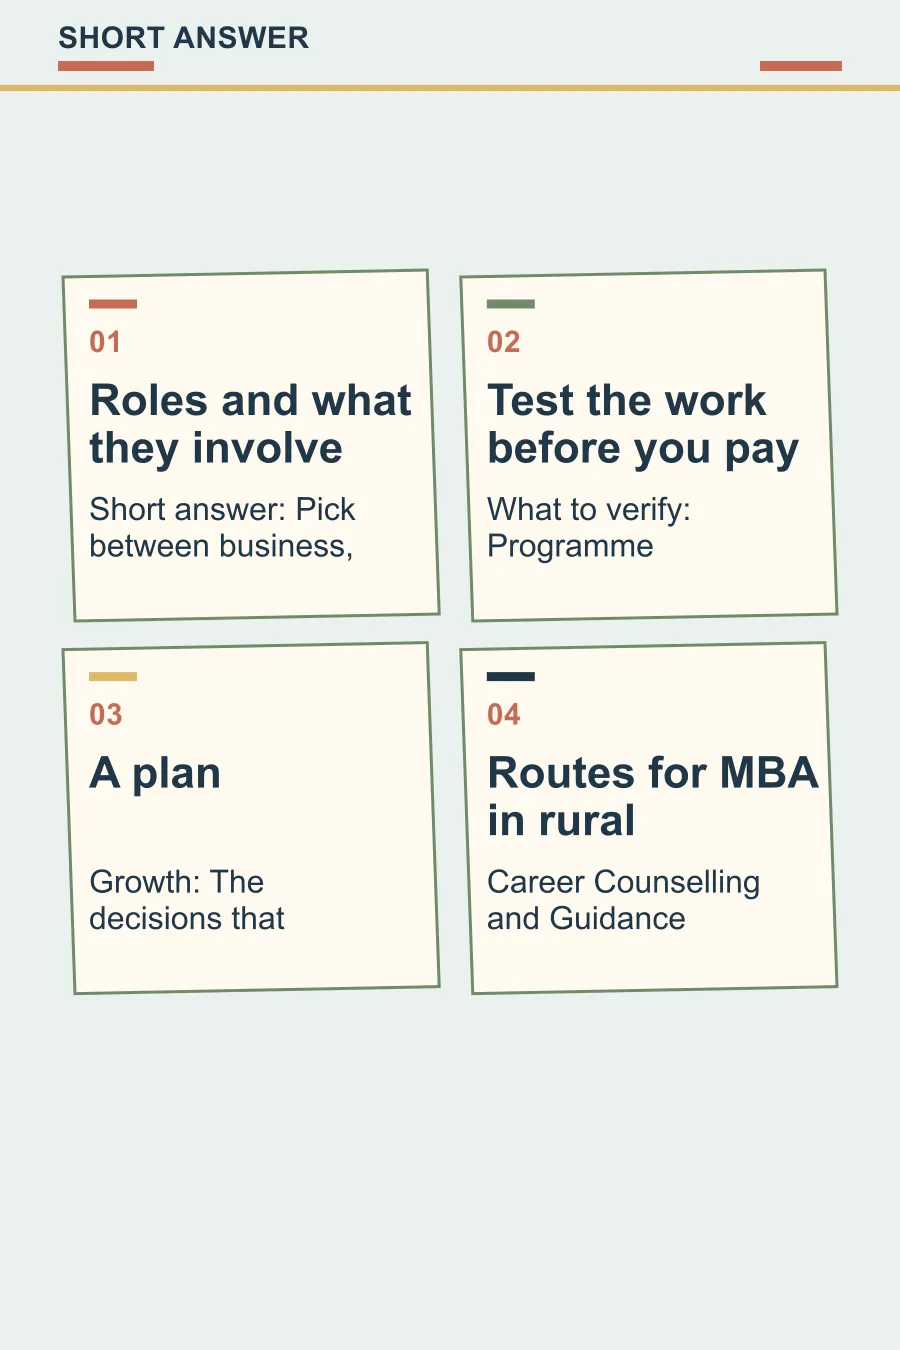 SHORT ANSWER
01
Roles and what
they involve
Short answer: Pick
between business,
02
Test the work
before you pay
What to verify:
Programme
03
A plan
Growth: The
decisions that
04
Routes for MBA
in rural
Career Counselling
and Guidance